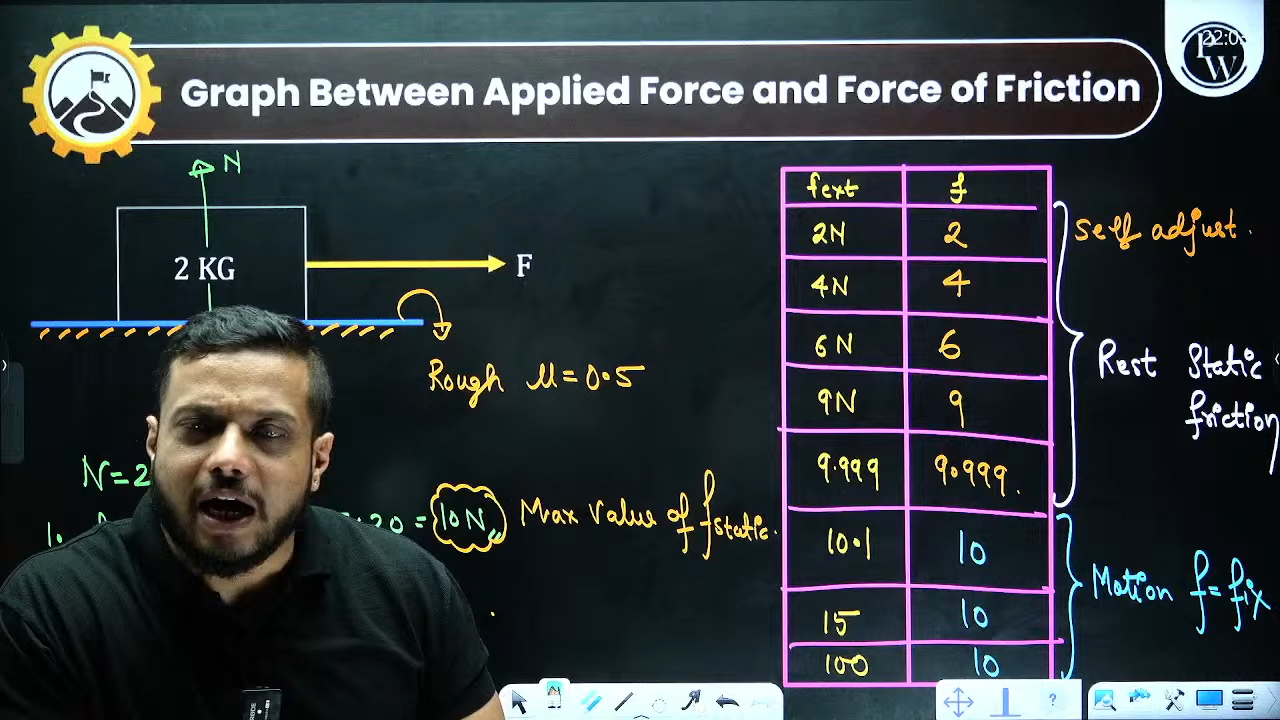 Graph Between Applied Force and Force of Friction
PW
N
2 KG
F
Rough μ=0.5
N=2
=10N
Max Value of fstatic.
fext f
2N 2
4N 4
6N 6
9N 9
9.999 9.999.
10.1 10
15 10
100 10
Self adjust.
Rest Static
friction
Motion f=fix